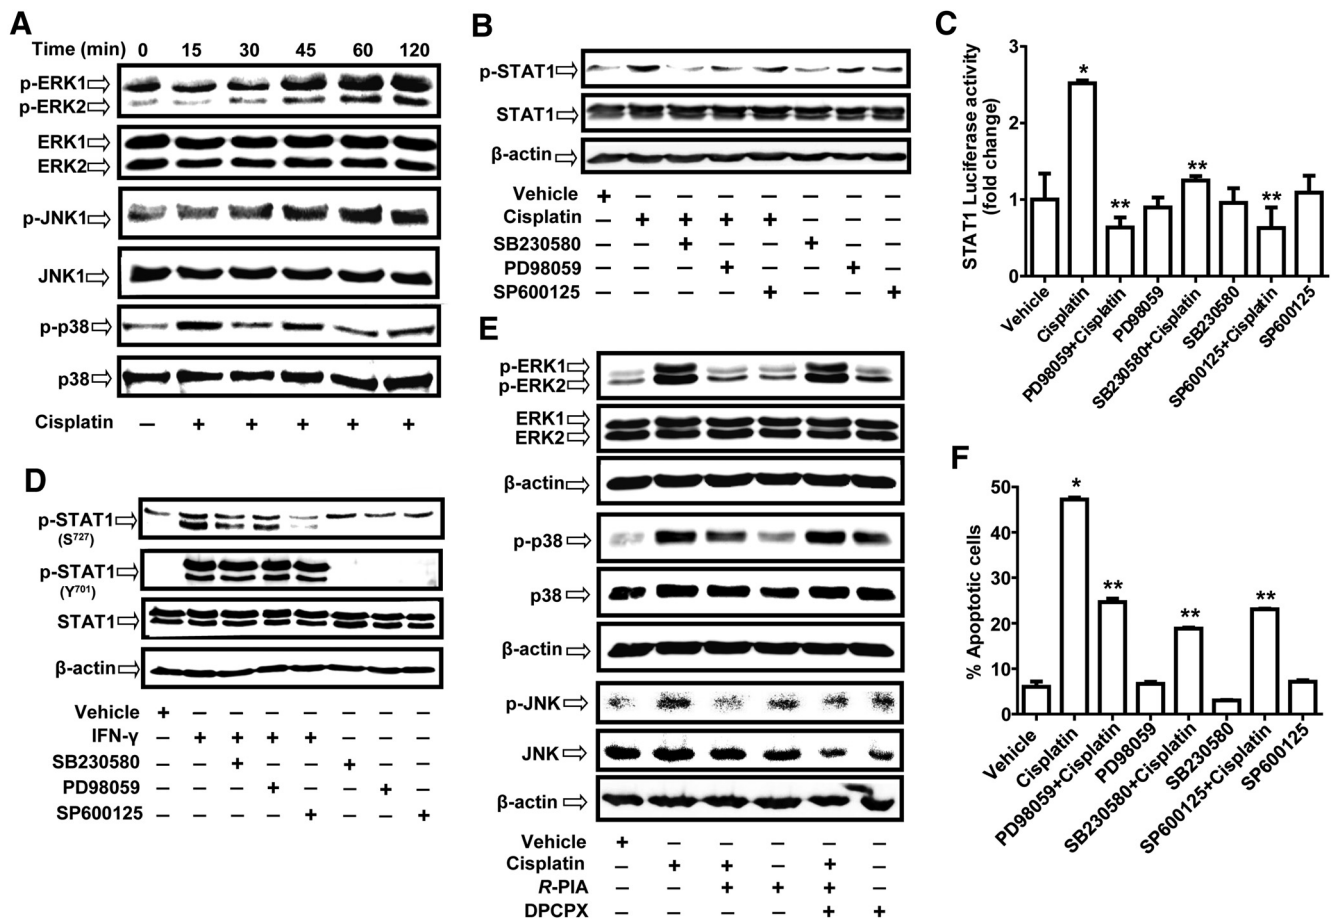 A
Time (min) 0 15 30 45 60 120
p-ERK1
p-ERK2
ERK1
ERK2
p-JNK1
JNK1
p-p38
p38
Cisplatin – + + + + +
B
p-STAT1
STAT1
β-actin
Vehicle + – – – – – – –
Cisplatin – + + + + – – –
SB230580 – – + – – + – –
PD98059 – – – + – – + –
SP600125 – – – – + – – +
C
STAT1 Luciferase activity
(fold change)
3
2
1
0
*
**
**
**
Vehicle
Cisplatin
PD98059+Cisplatin
PD98059
SB230580+Cisplatin
SB230580
SP600125+Cisplatin
SP600125
D
p-STAT1
(S727)
p-STAT1
(Y701)
STAT1
β-actin
Vehicle + – – – – – – –
IFN-γ – + + + + – – –
SB230580 – – + – – + – –
PD98059 – – – + – – + –
SP600125 – – – – + – – +
E
p-ERK1
p-ERK2
ERK1
ERK2
β-actin
p-p38
p38
β-actin
p-JNK
JNK
β-actin
Vehicle + – – – – –
Cisplatin – + + – + –
R-PIA – – + + + –
DPCPX – – – – + +
F
% Apoptotic cells
50
40
30
20
10
0
*
**
**
**
Vehicle
Cisplatin
PD98059+Cisplatin
PD98059
SB230580+Cisplatin
SB230580
SP600125+Cisplatin
SP600125